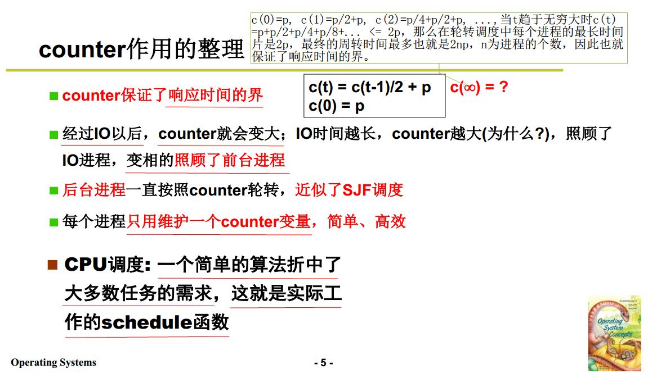 c(0)=p, c(1)=p/2+p, c(2)=p/4+p/2+p, ...,当t趋于无穷大时c(t)
=p+p/2+p/4+p/8+... <= 2p, 那么在轮转调度中每个进程的最长时间
片是2p, 最终的周转时间最多也就是2np, n为进程的个数, 因此也就
保证了响应时间的界。
counter作用的整理
c(t) = c(t-1)/2 + p
c(0) = p
c(∞) = ?
counter保证了响应时间的界
经过IO以后，counter就会变大；IO时间越长，counter越大(为什么?)，照顾了
IO进程，变相的照顾了前台进程
后台进程一直按照counter轮转，近似了SJF调度
每个进程只用维护一个counter变量，简单、高效
CPU调度: 一个简单的算法折中了
大多数任务的需求，这就是实际工
作的schedule函数
Operating
System
Concepts
Operating Systems
- 5 -